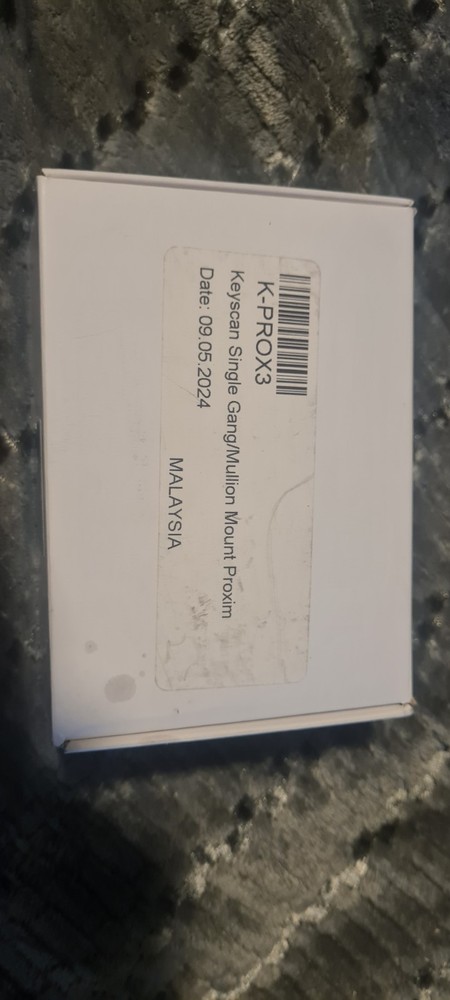 K-PROX3
Keyscan Single Gang/Mullion Mount Proxim
Date: 09.05.2024
MALAYSIA